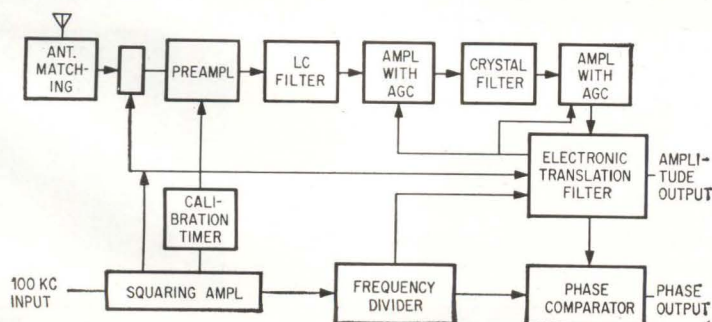 ANT.
MATCH-
ING
PREAMPL
LC
FILTER
AMPL
WITH
AGC
CRYSTAL
FILTER
AMPL
WITH
AGC
ELECTRONIC
TRANSLATION
FILTER
AMPLI-
TUDE
OUTPUT
CALI-
BRATION
TIMER
100 KC
INPUT
SQUARING AMPL
FREQUENCY
DIVIDER
PHASE
COMPARATOR
PHASE
OUTPUT